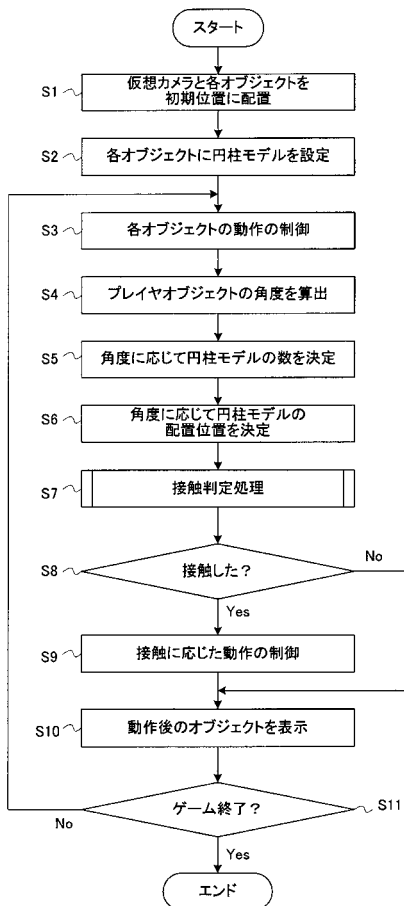 スタート
S1
仮想カメラと各オブジェクトを
初期位置に配置
S2
各オブジェクトに円柱モデルを設定
S3
各オブジェクトの動作の制御
S4
プレイヤオブジェクトの角度を算出
S5
角度に応じて円柱モデルの数を決定
S6
角度に応じて円柱モデルの
配置位置を決定
S7
接触判定処理
S8
接触した?
No
Yes
S9
接触に応じた動作の制御
S10
動作後のオブジェクトを表示
ゲーム終了?
S11
No
Yes
エンド